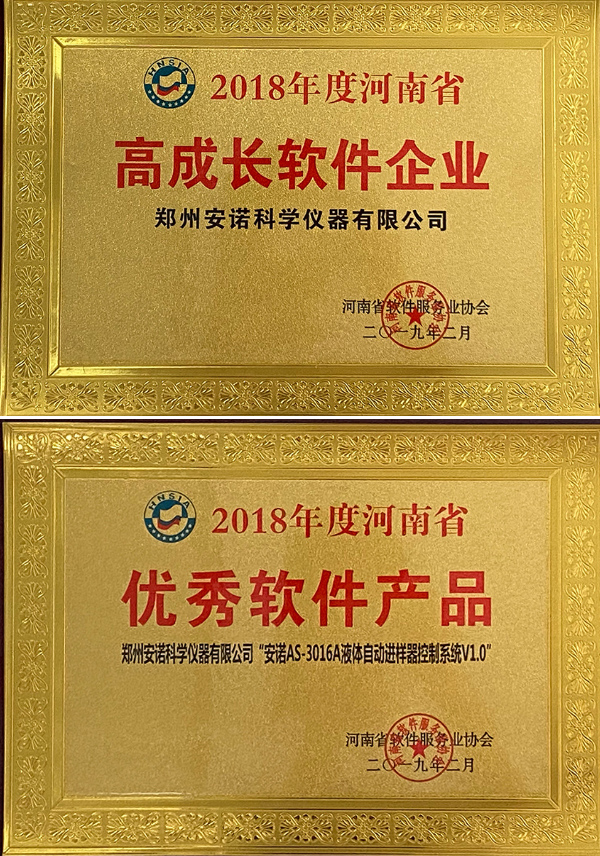 HNSIA
2018年度河南省
高成长软件企业
郑州安诺科学仪器有限公司
河南省软件服务业协会
二〇一九年二月
HNSIA
2018年度河南省
优秀软件产品
郑州安诺科学仪器有限公司“安诺AS-3016A液体自动进样器控制系统V1.0”
河南省软件服务业协会
二〇一九年二月